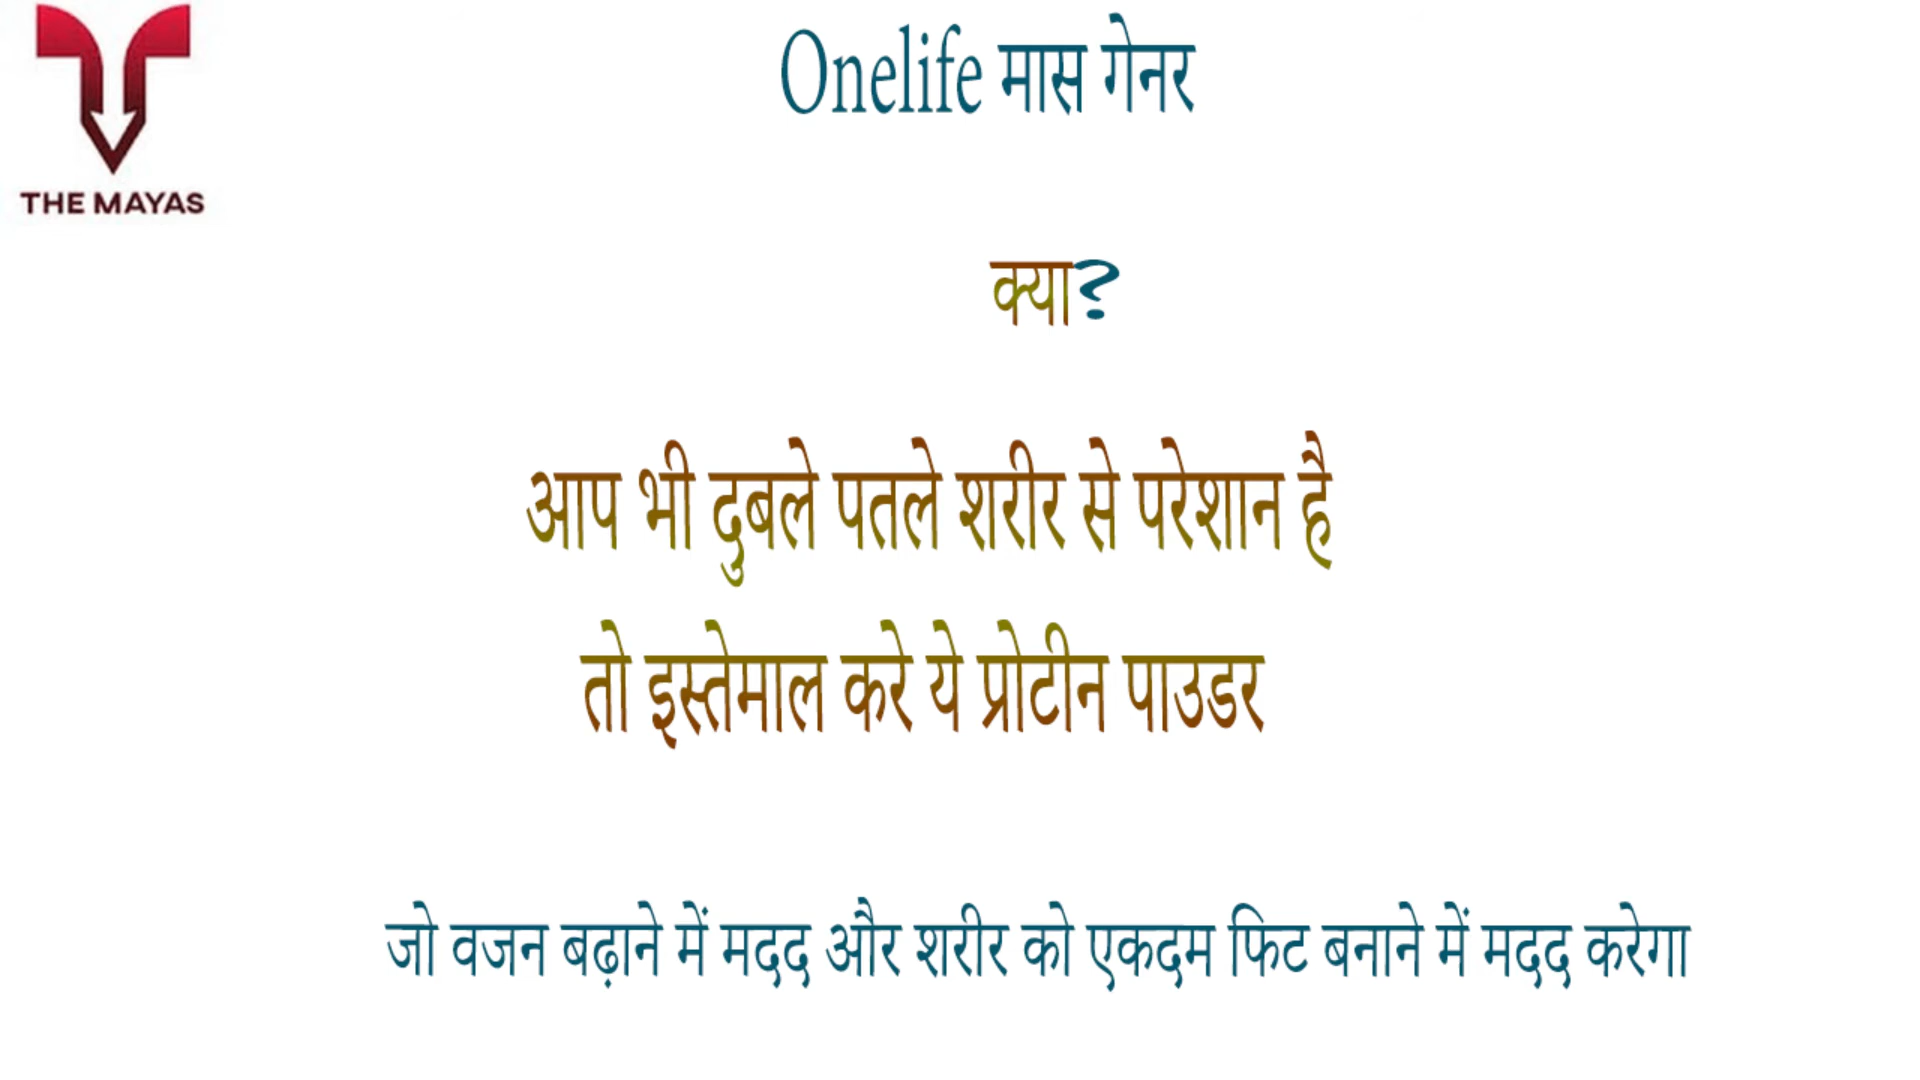 THE MAYAS
Onelife मास गेनर
क्या?
आप भी दुबले पतले शरीर से परेशान है
तो इस्तेमाल करे ये प्रोटीन पाउडर
जो वजन बढ़ाने में मदद और शरीर को एकदम फिट बनाने में मदद करेगा